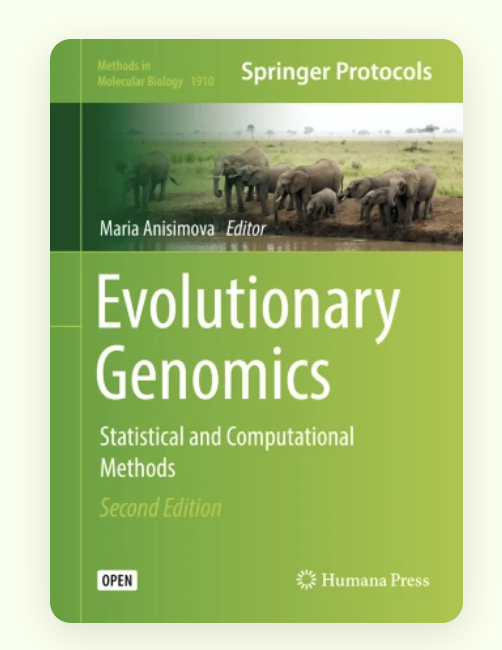 Methods in
Molecular Biology 1910
Springer Protocols
Maria Anisimova Editor
Evolutionary
Genomics
Statistical and Computational
Methods
Second Edition
OPEN
Humana Press